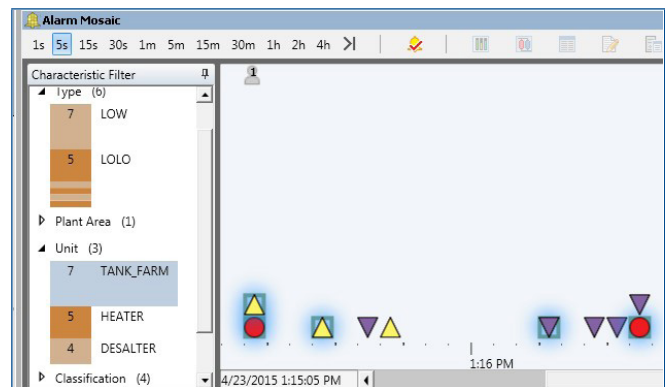 Alarm Mosaic
1s 5s 15s 30s 1m 5m 15m 30m 1h 2h 4h
Characteristic Filter
1
Type (6)
7 LOW
5 LOLO
Plant Area (1)
Unit (3)
7 TANK_FARM
5 HEATER
4 DESALTER
Classification (4)
1:16 PM
4/23/2015 1:15:05 PM